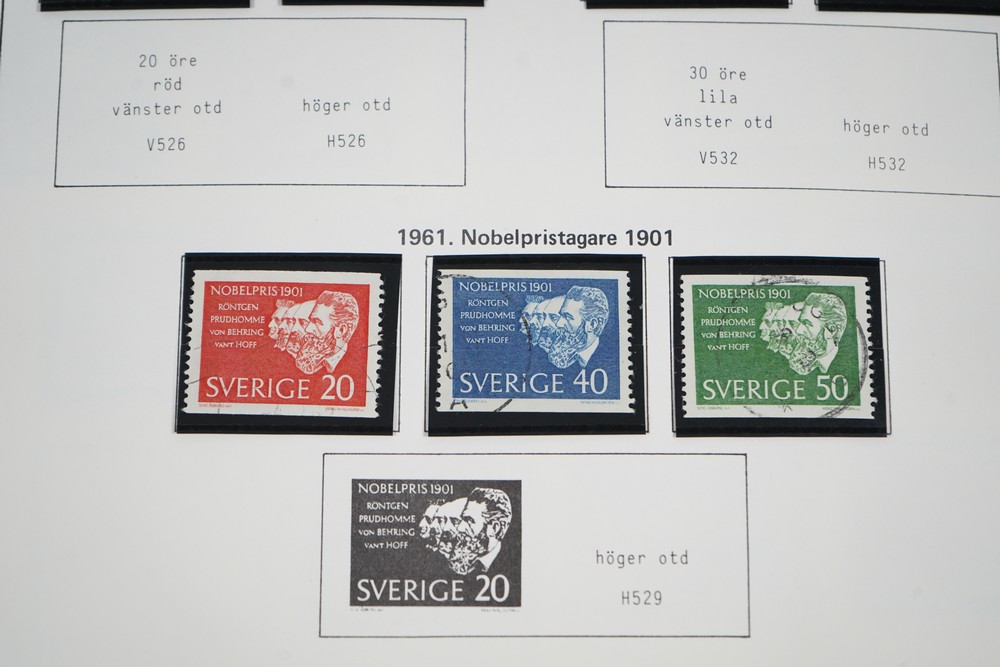 20 öre
röd
vänster otd
höger otd
V526
H526
30 öre
lila
vänster otd
höger otd
V532
H532
1961. Nobelpristagare 1901
NOBELPRIS 1901
RÖNTGEN
PRUDHOMME
VON BEHRING
VANT HOFF
SVERIGE 20
NOBELPRIS 1901
RÖNTGEN
PRUDHOMME
VON BEHRING
VANT HOFF
SVERIGE 40
NOBELPRIS 1901
RÖNTGEN
PRUDHOMME
VON BEHRING
VANT HOFF
SVERIGE 50
NOBELPRIS 1901
RÖNTGEN
PRUDHOMME
VON BEHRING
VANT HOFF
SVERIGE 20
höger otd
H529